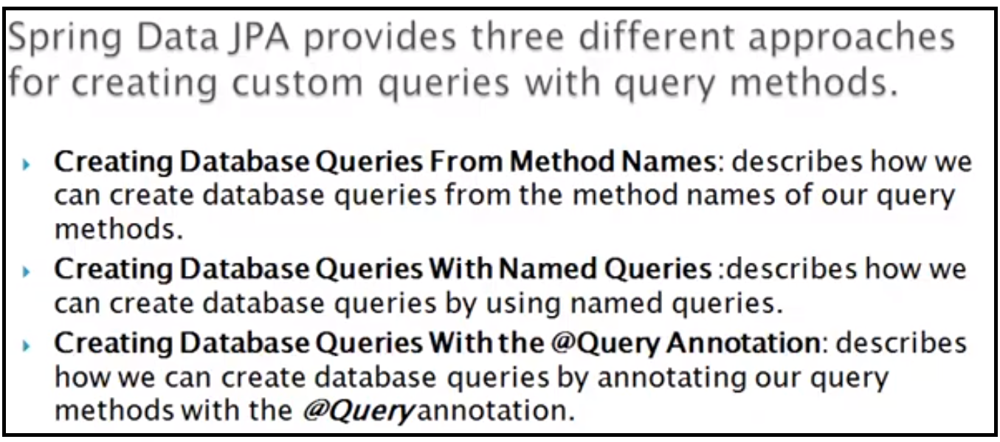 Spring Data JPA provides three different approaches
for creating custom queries with query methods.
Creating Database Queries From Method Names: describes how we
can create database queries from the method names of our query
methods.
Creating Database Queries With Named Queries :describes how we
can create database queries by using named queries.
Creating Database Queries With the @Query Annotation: describes
how we can create database queries by annotating our query
methods with the @Query annotation.